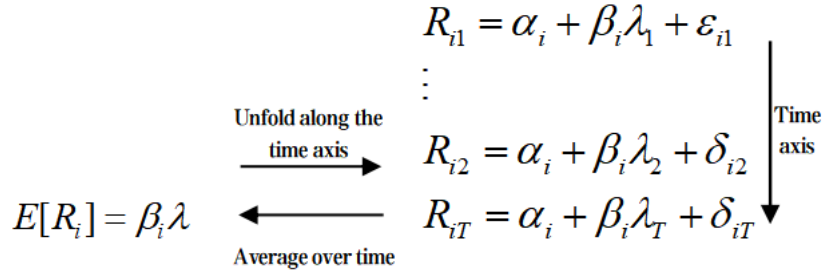 R_{i1} = α_i + β_i λ_1 + ε_{i1}
⋮
Unfold along the
time axis
R_{i2} = α_i + β_i λ_2 + δ_{i2}
Time
axis
E[R_i] = β_i λ
R_{iT} = α_i + β_i λ_T + δ_{iT}
Average over time